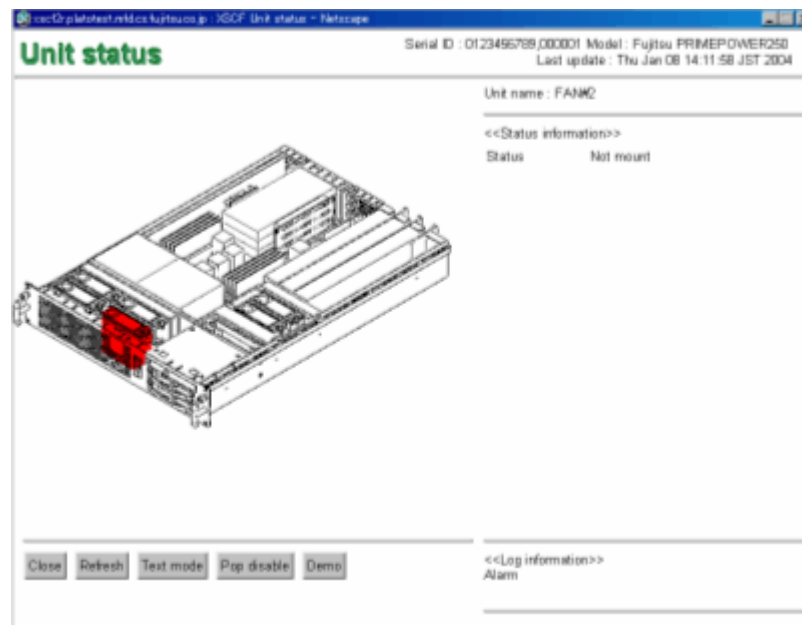 XSCF Unit status - Netscape
Unit status
Serial ID : 0123456789,000001 Model : Fujitsu PRIMEPOWER250
Last update : Thu Jan 08 14:11:58 JST 2004
Unit name : FAN#2
<<Status information>>
Status Not mount
Close Refresh Text mode Pop disable Demo
<<Log information>>
Alarm